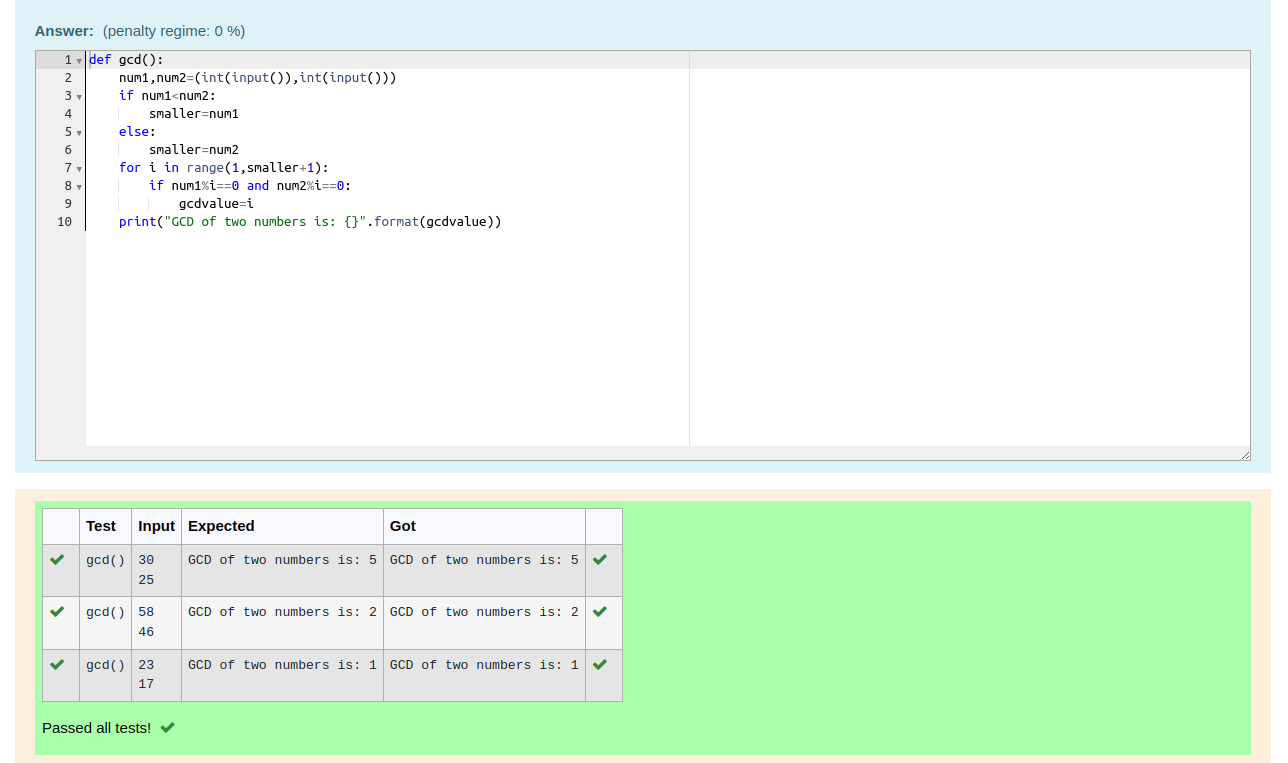 Answer: (penalty regime: 0 %)
1 def gcd():
2     num1,num2=(int(input()),int(input()))
3     if num1<num2:
4         smaller=num1
5     else:
6         smaller=num2
7     for i in range(1,smaller+1):
8         if num1%i==0 and num2%i==0:
9             gcdvalue=i
10     print("GCD of two numbers is: {}".format(gcdvalue))
Test Input Expected Got
gcd() 30 GCD of two numbers is: 5 GCD of two numbers is: 5
25
gcd() 58 GCD of two numbers is: 2 GCD of two numbers is: 2
46
gcd() 23 GCD of two numbers is: 1 GCD of two numbers is: 1
17
Passed all tests!